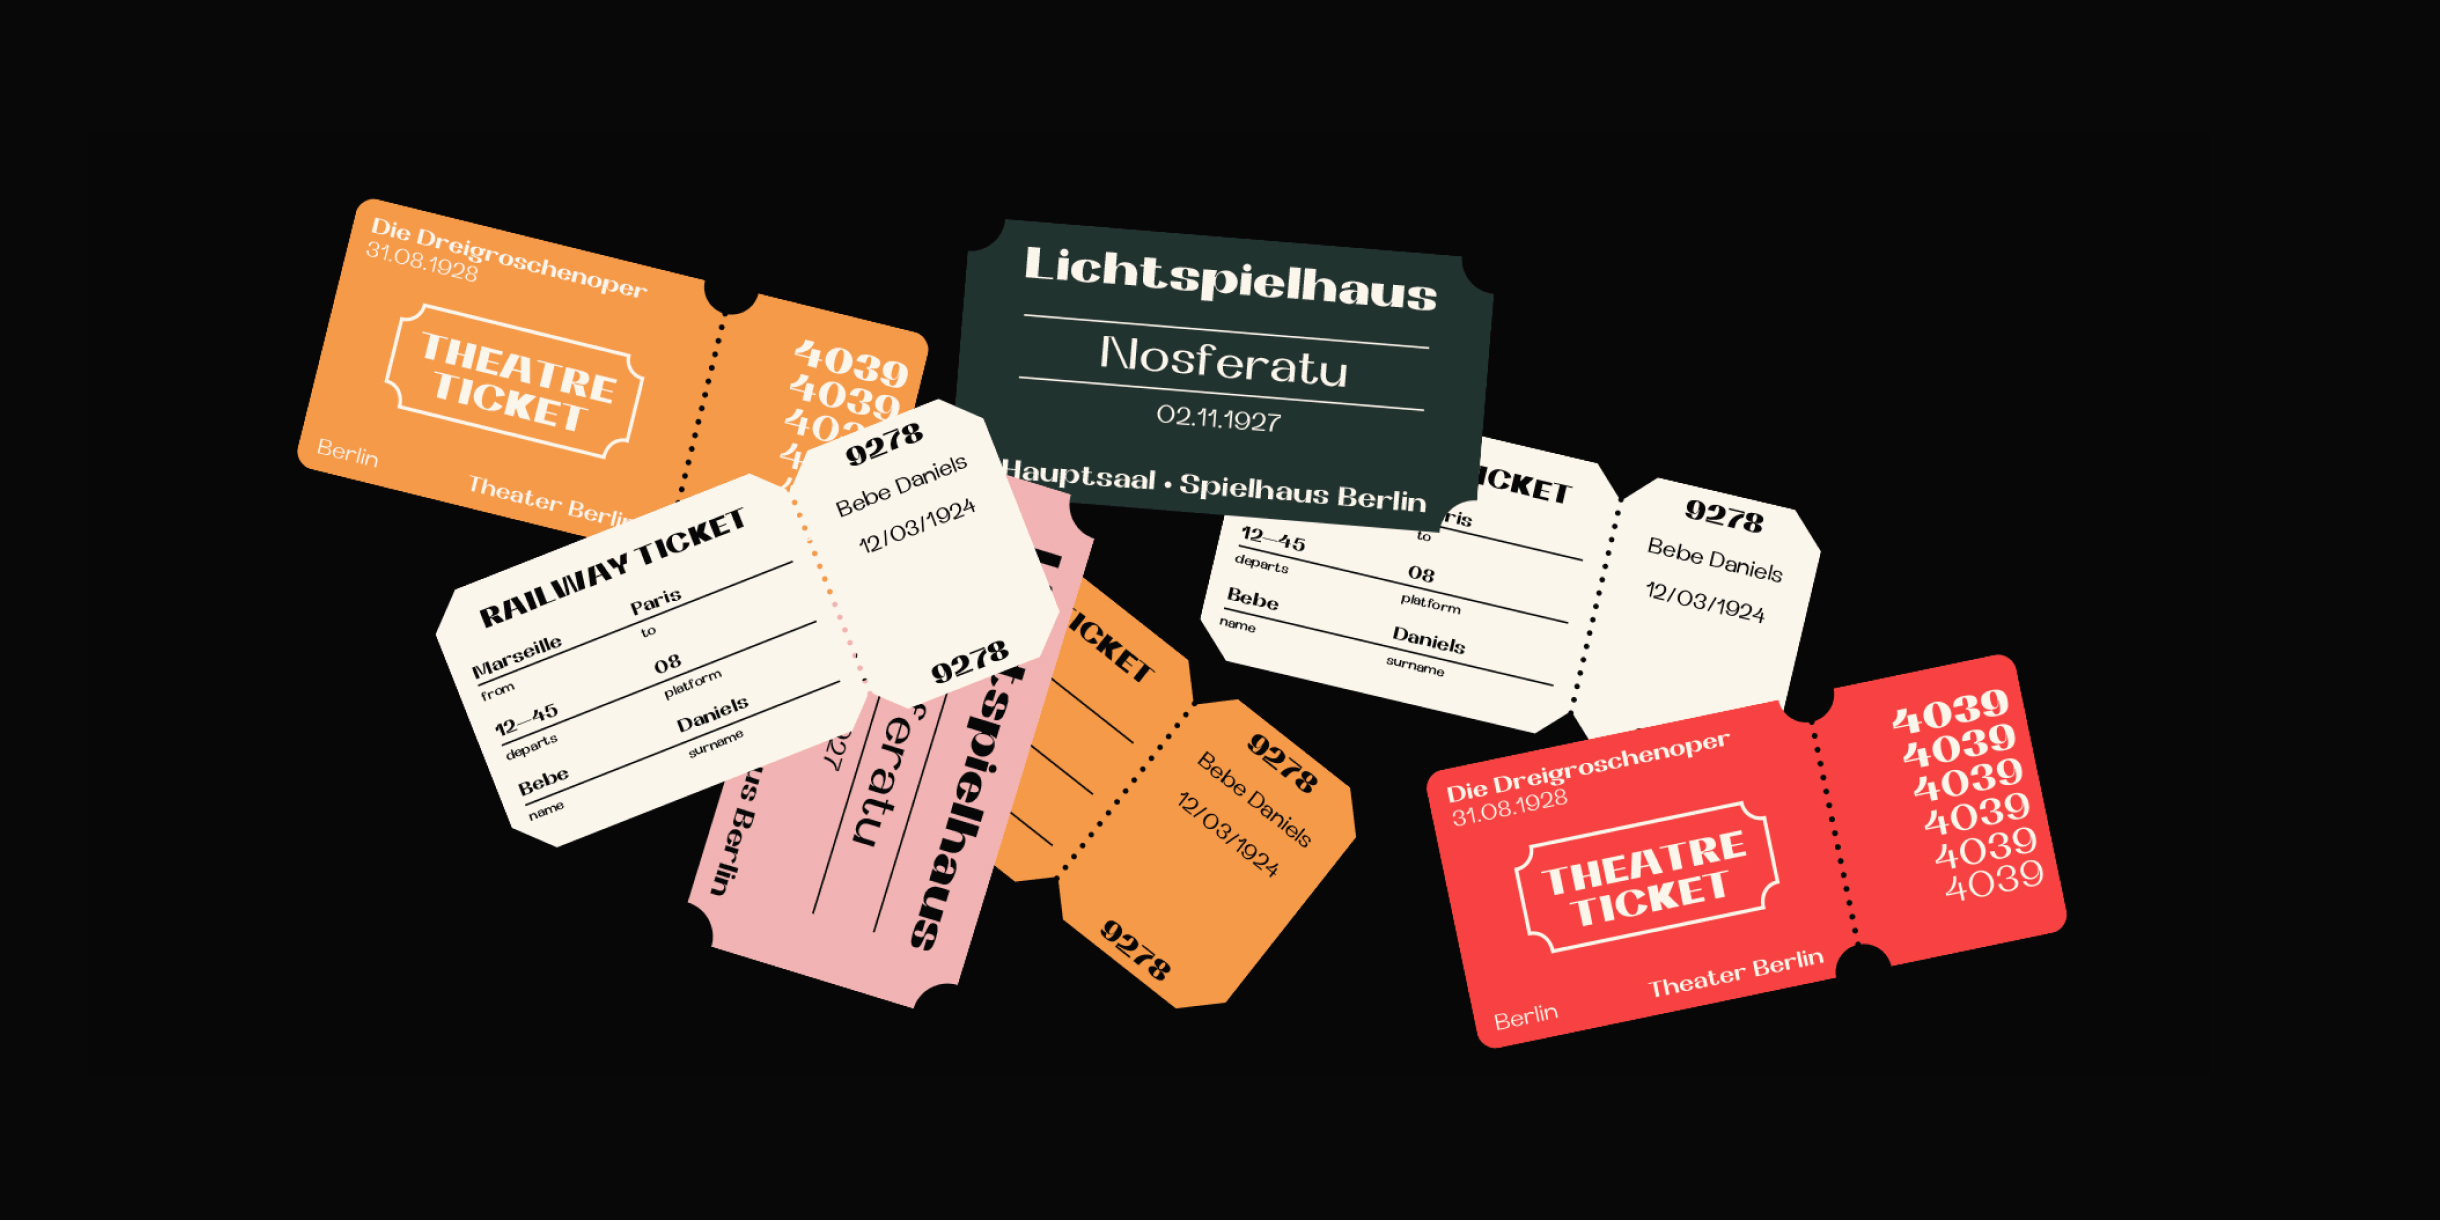 Die Dreigroschenoper
31.08.1928
THEATRE
TICKET
Berlin
Theater Berlin
4039
4039
Lichtspielhaus
Nosferatu
02.11.1927
Hauptsaal • Spielhaus Berlin
RAILWAY TICKET
Marseille Paris
from to
12—45 08
departs platform
Bebe Daniels
name surname
9278
Bebe Daniels
12/03/1924
9278
Berlin
9278
Bebe Daniels
12/03/1924
9278
to
12—45 08
departs platform
Bebe Daniels
name surname
9278
Bebe Daniels
12/03/1924
Die Dreigroschenoper
31.08.1928
THEATRE
TICKET
Berlin
Theater Berlin
4039
4039
4039
4039
4039
4039